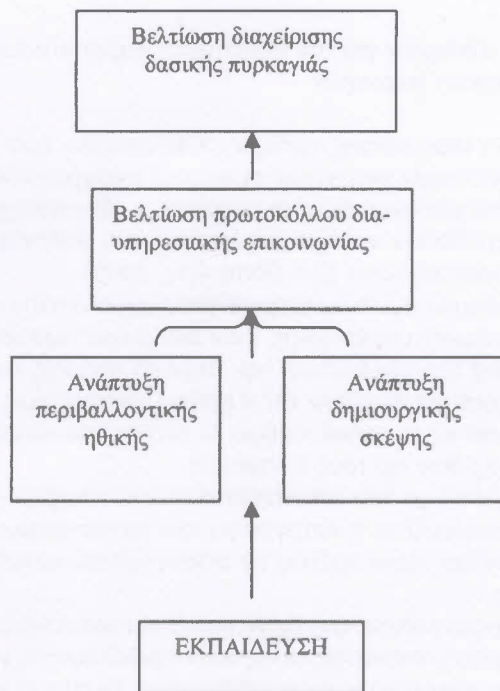 Βελτίωση διαχείρισης
δασικής πυρκαγιάς
Βελτίωση πρωτοκόλλου δια-
υπηρεσιακής επικοινωνίας
Ανάπτυξη
περιβαλλοντικής
ηθικής
Ανάπτυξη
δημιουργικής
σκέψης
ΕΚΠΑΙΔΕΥΣΗ